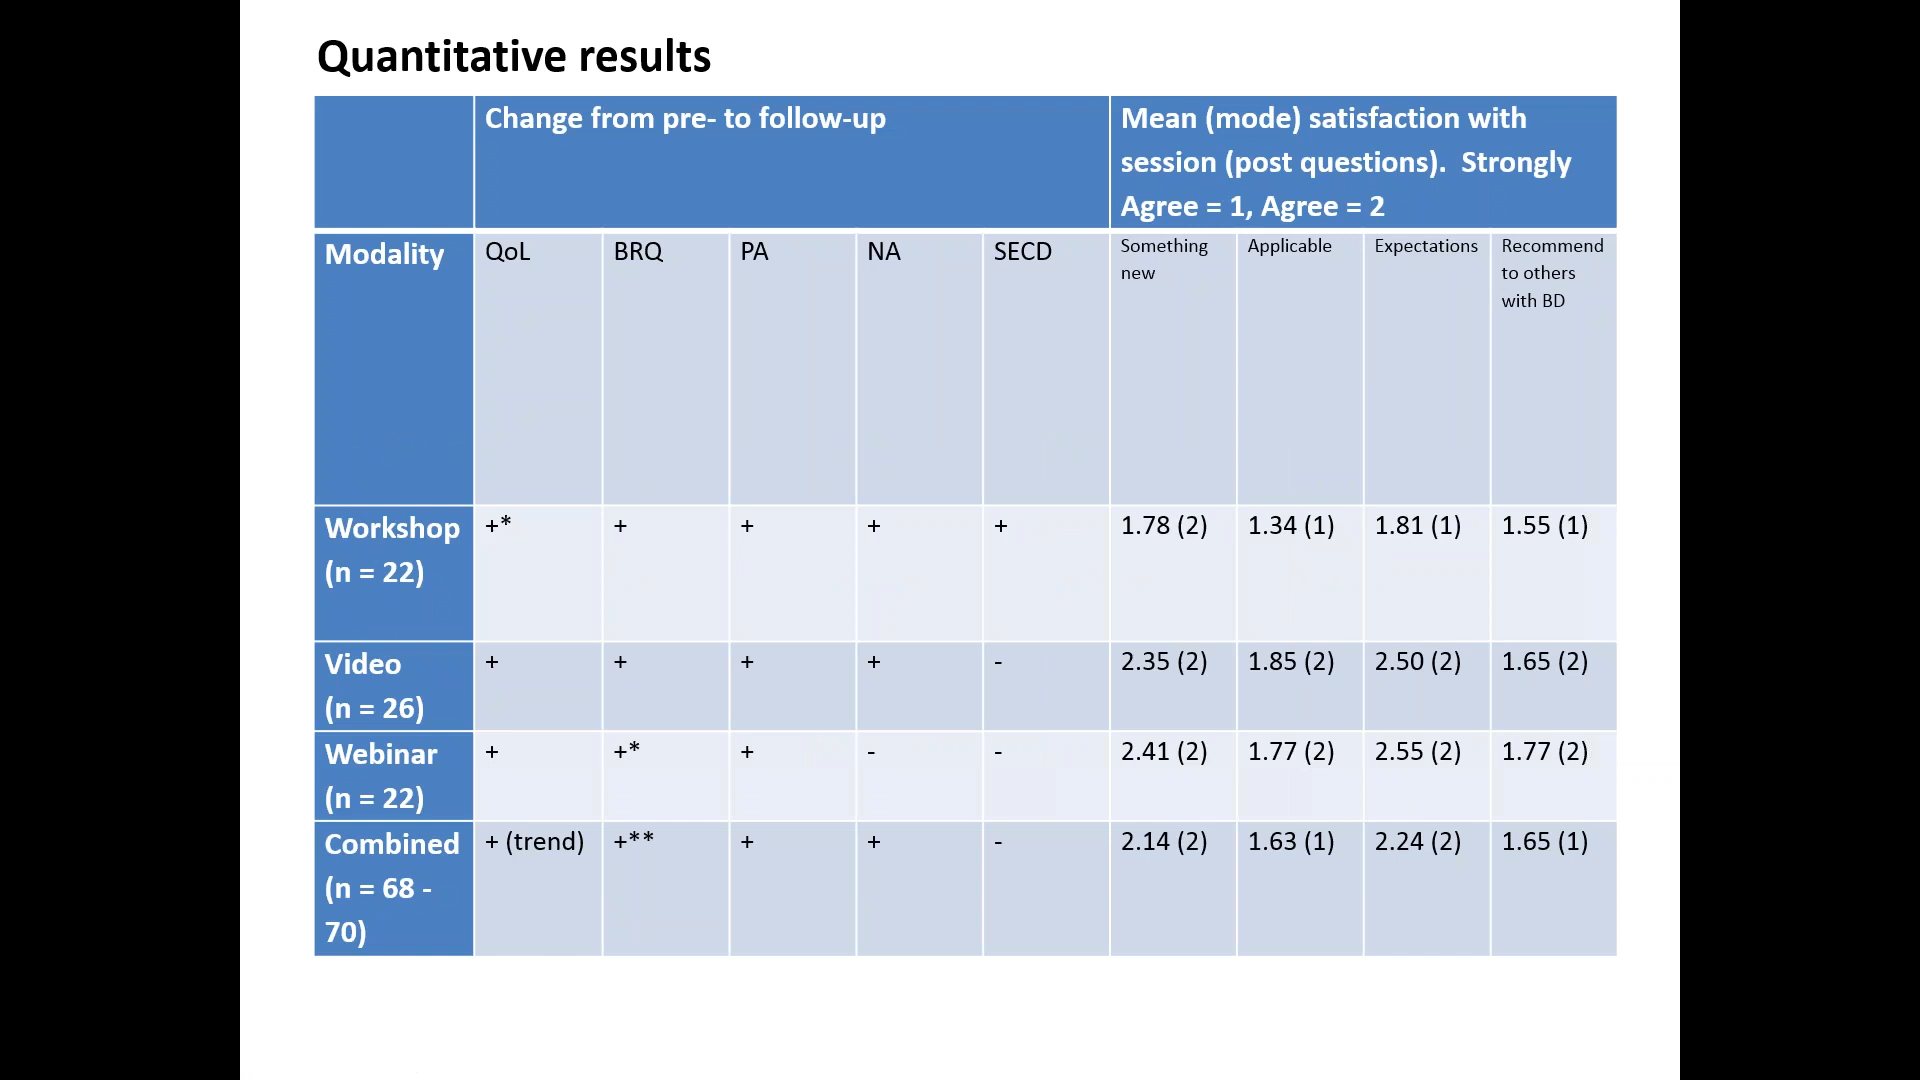 Quantitative results
Change from pre- to follow-up
Mean (mode) satisfaction with
session (post questions).  Strongly
Agree = 1, Agree = 2
Modality QoL BRQ PA NA SECD Something new Applicable Expectations Recommend to others with BD
Workshop (n = 22) +* + + + + 1.78 (2) 1.34 (1) 1.81 (1) 1.55 (1)
Video (n = 26) + + + + - 2.35 (2) 1.85 (2) 2.50 (2) 1.65 (2)
Webinar (n = 22) + +* + - - 2.41 (2) 1.77 (2) 2.55 (2) 1.77 (2)
Combined (n = 68 - 70) + (trend) +** + + - 2.14 (2) 1.63 (1) 2.24 (2) 1.65 (1)